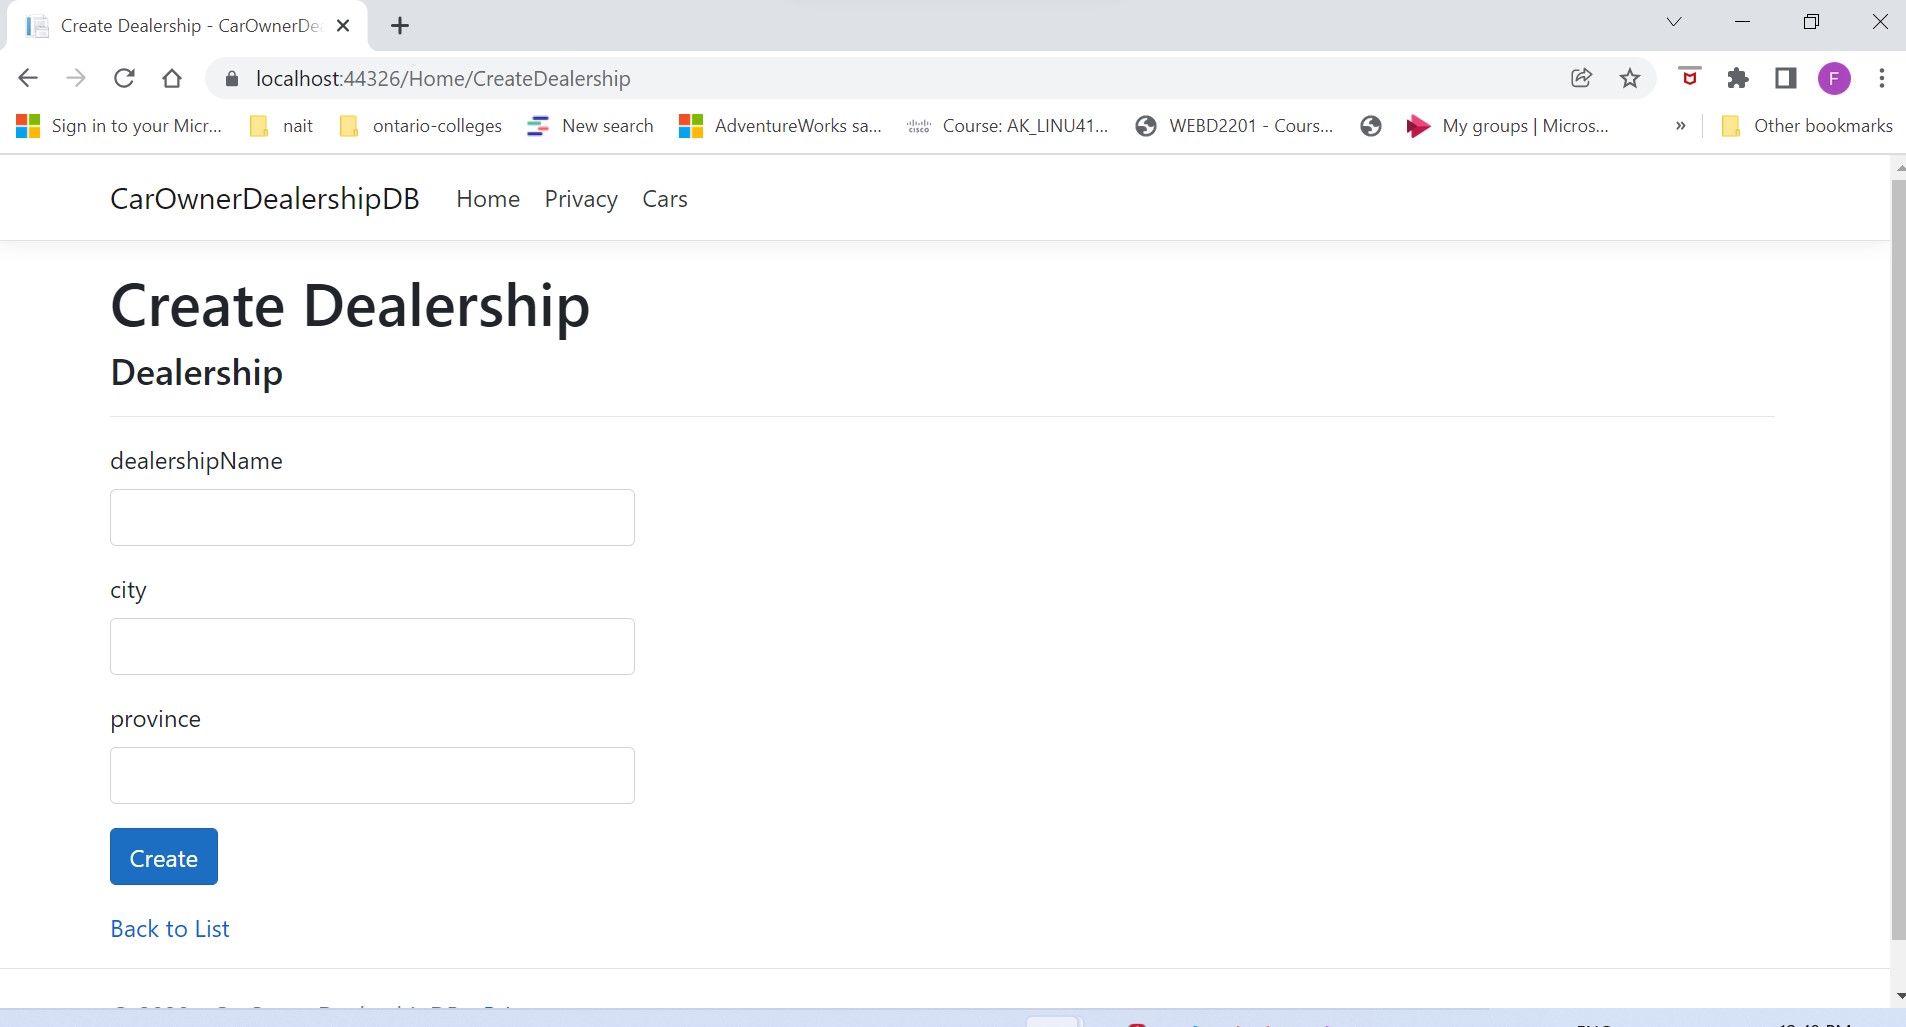 Create Dealership - CarOwnerDe
localhost:44326/Home/CreateDealership
F
Sign in to your Micr...
nait
ontario-colleges
New search
AdventureWorks sa...
cisco
Course: AK_LINU41...
WEBD2201 - Cours...
My groups | Micros...
»
Other bookmarks
CarOwnerDealershipDB
Home
Privacy
Cars
Create Dealership
Dealership
dealershipName
city
province
Create
Back to List